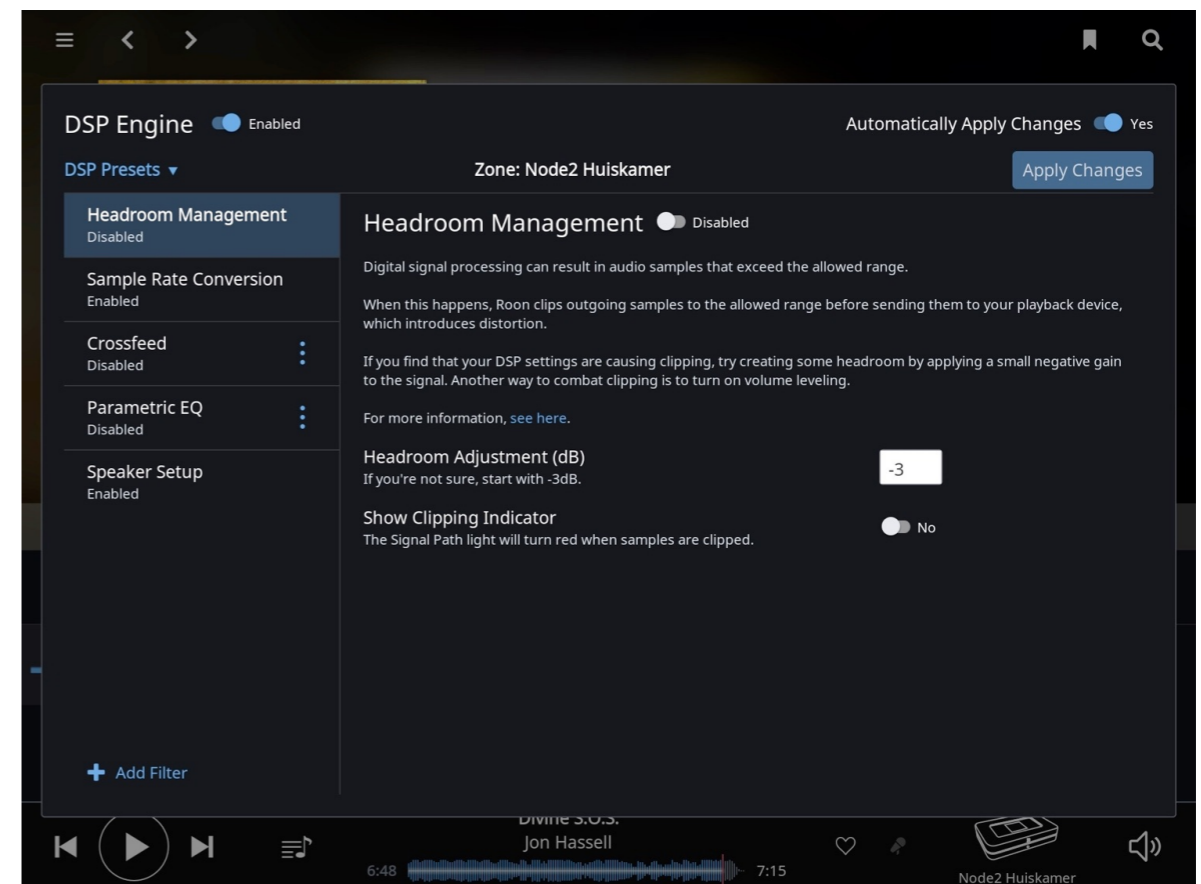 DSP Engine Enabled
Automatically Apply Changes Yes
DSP Presets
Zone: Node2 Huiskamer
Apply Changes
Headroom Management
Disabled
Sample Rate Conversion
Enabled
Crossfeed
Disabled
Parametric EQ
Disabled
Speaker Setup
Enabled
Add Filter
Headroom Management Disabled
Digital signal processing can result in audio samples that exceed the allowed range.
When this happens, Roon clips outgoing samples to the allowed range before sending them to your playback device,
which introduces distortion.
If you find that your DSP settings are causing clipping, try creating some headroom by applying a small negative gain
to the signal. Another way to combat clipping is to turn on volume leveling.
For more information, see here.
Headroom Adjustment (dB)
If you're not sure, start with -3dB.
-3
Show Clipping Indicator
The Signal Path light will turn red when samples are clipped.
No
Divine S.O.S.
Jon Hassell
6:48
7:15
Node2 Huiskamer